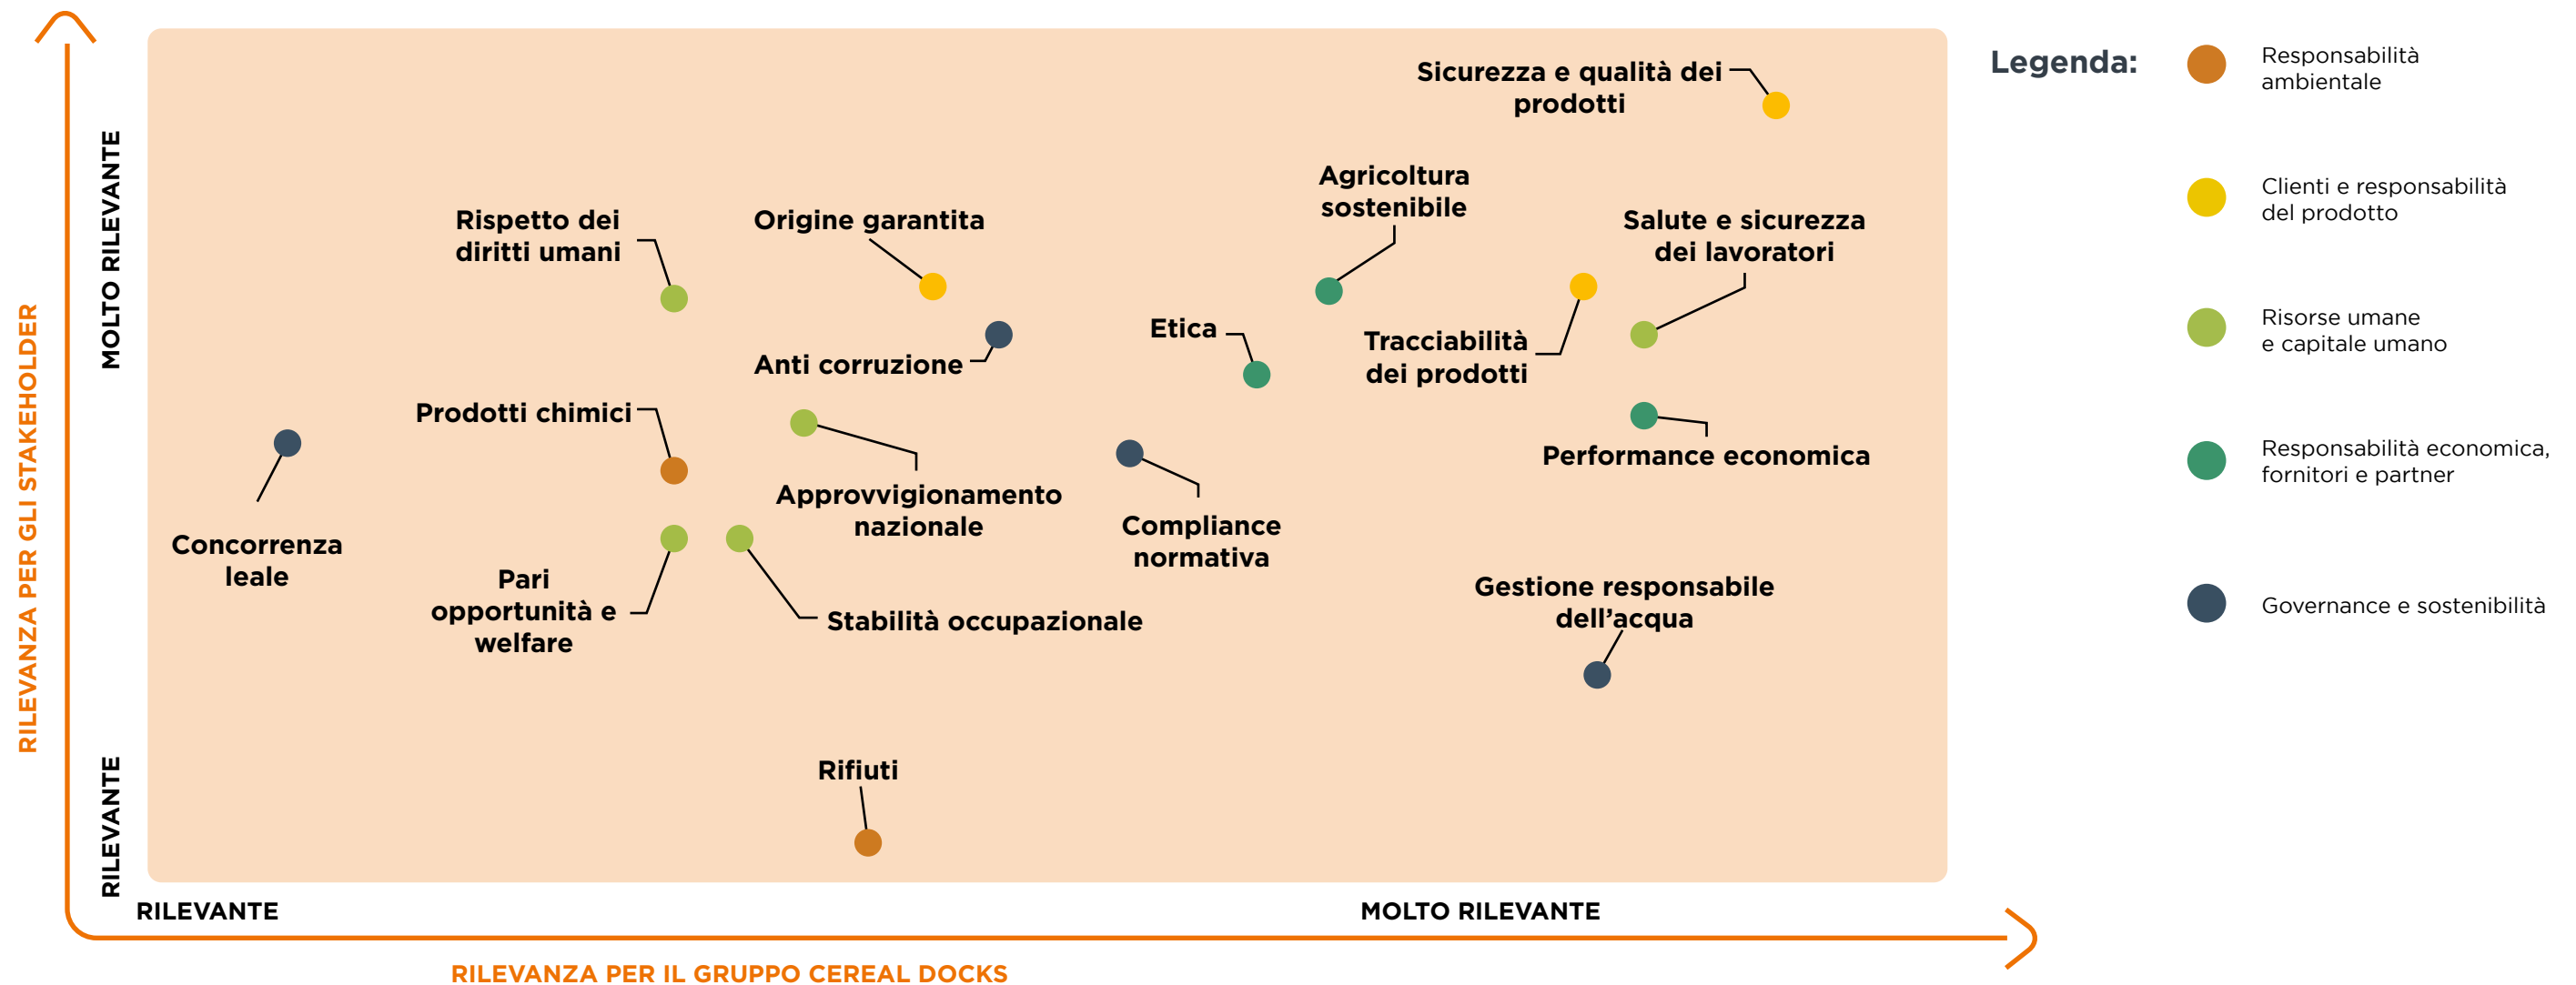 RILEVANZA PER GLI STAKEHOLDER
MOLTO RILEVANTE
RILEVANTE
Sicurezza e qualità dei
prodotti
Agricoltura
sostenibile
Rispetto dei
diritti umani
Origine garantita
Salute e sicurezza
dei lavoratori
Anti corruzione
Etica
Tracciabilità
dei prodotti
Prodotti chimici
Performance economica
Approvvigionamento
nazionale
Compliance
normativa
Concorrenza
leale
Pari
opportunità e
welfare
Stabilità occupazionale
Gestione responsabile
dell’acqua
Rifiuti
RILEVANTE
MOLTO RILEVANTE
RILEVANZA PER IL GRUPPO CEREAL DOCKS
Legenda:
Responsabilità
ambientale
Clienti e responsabilità
del prodotto
Risorse umane
e capitale umano
Responsabilità economica,
fornitori e partner
Governance e sostenibilità